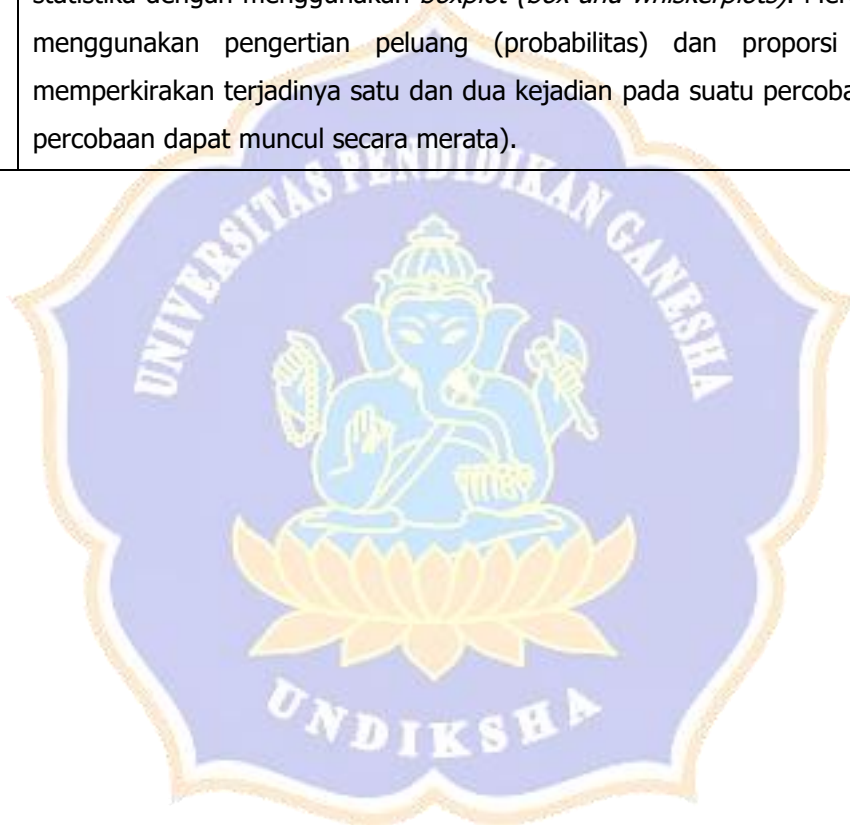 statistika dengan menggunakan boxplot (box and whiskerplots).
menggunakan pengertian peluang (probabilitas) dan proporsi
memperkirakan terjadinya satu dan dua kejadian pada suatu
percobaan dapat muncul secara merata).
UNIVERSITAS PENDIDIKAN GANESHA
UNDIKSHA